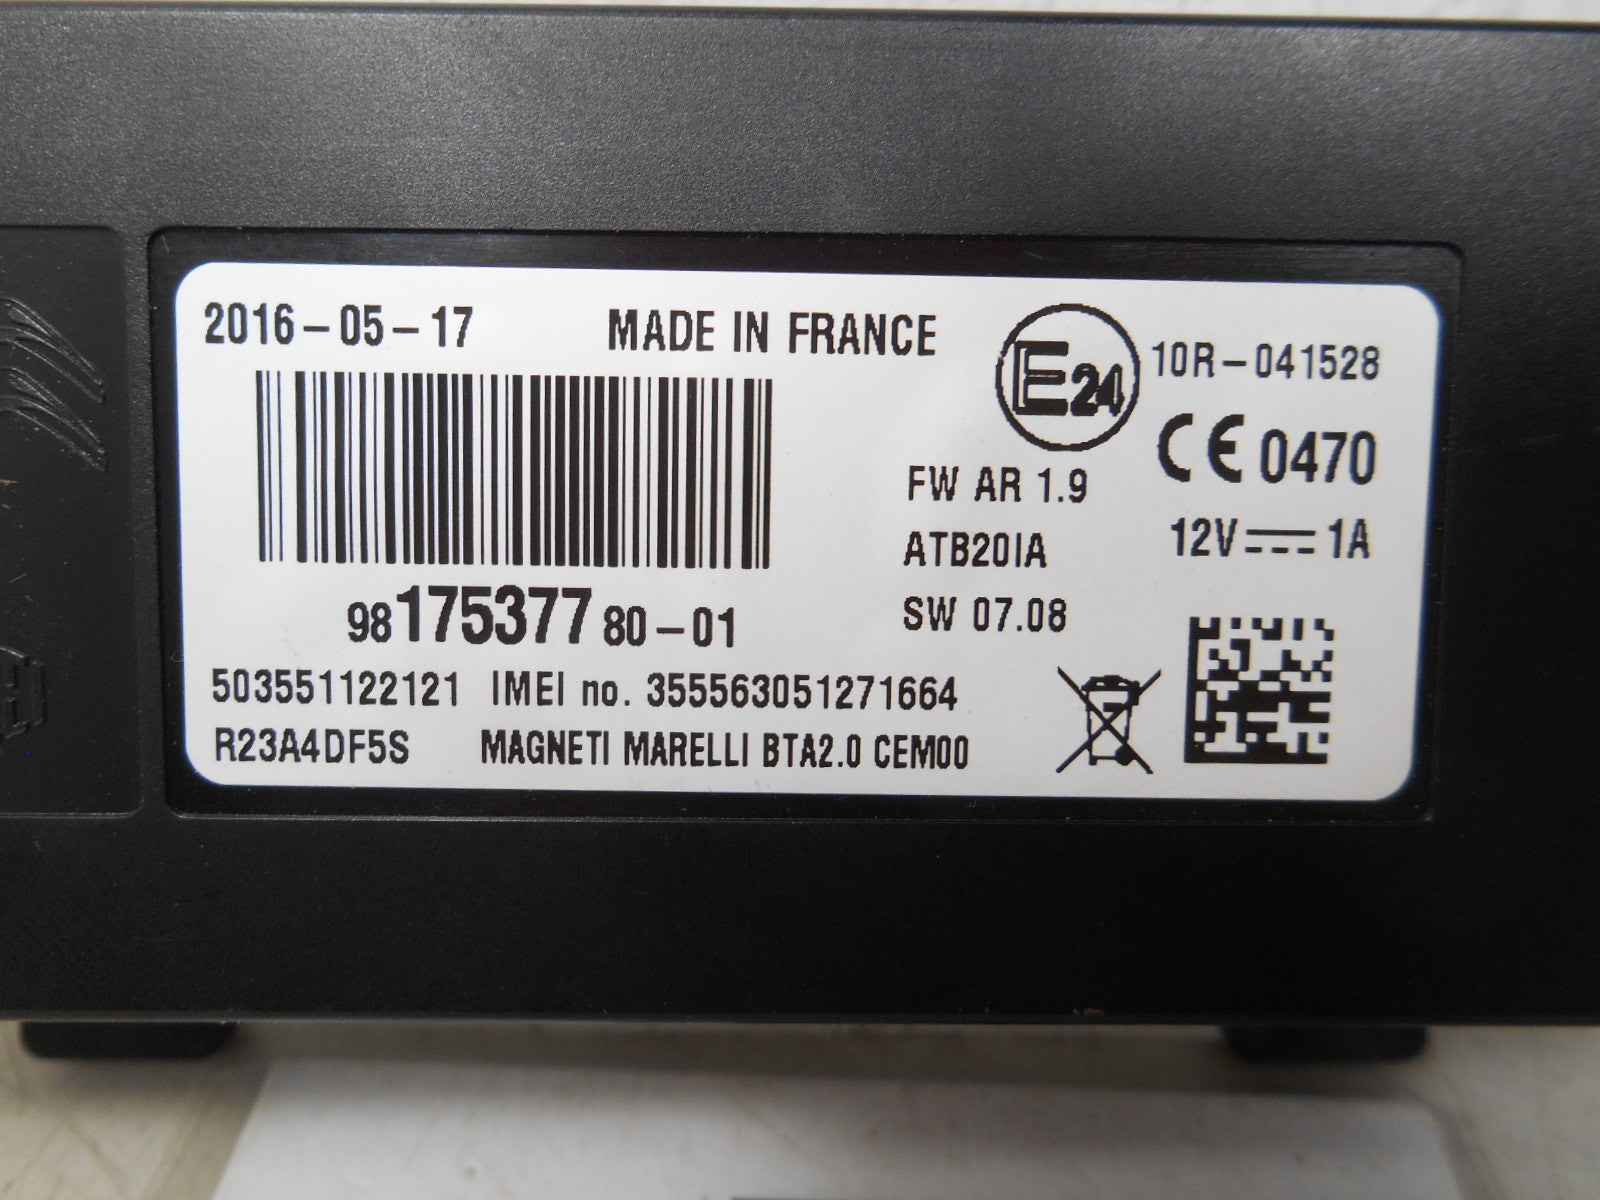 2016-05-17 MADE IN FRANCE
E24 10R-041528
CE 0470
FW AR 1.9
12V 1A
ATB20IA
SW 07.08
9817537780-01
503551122121 IMEI no. 355563051271664
R23A4DF5S MAGNETI MARELLI BTA2.0 CEM00